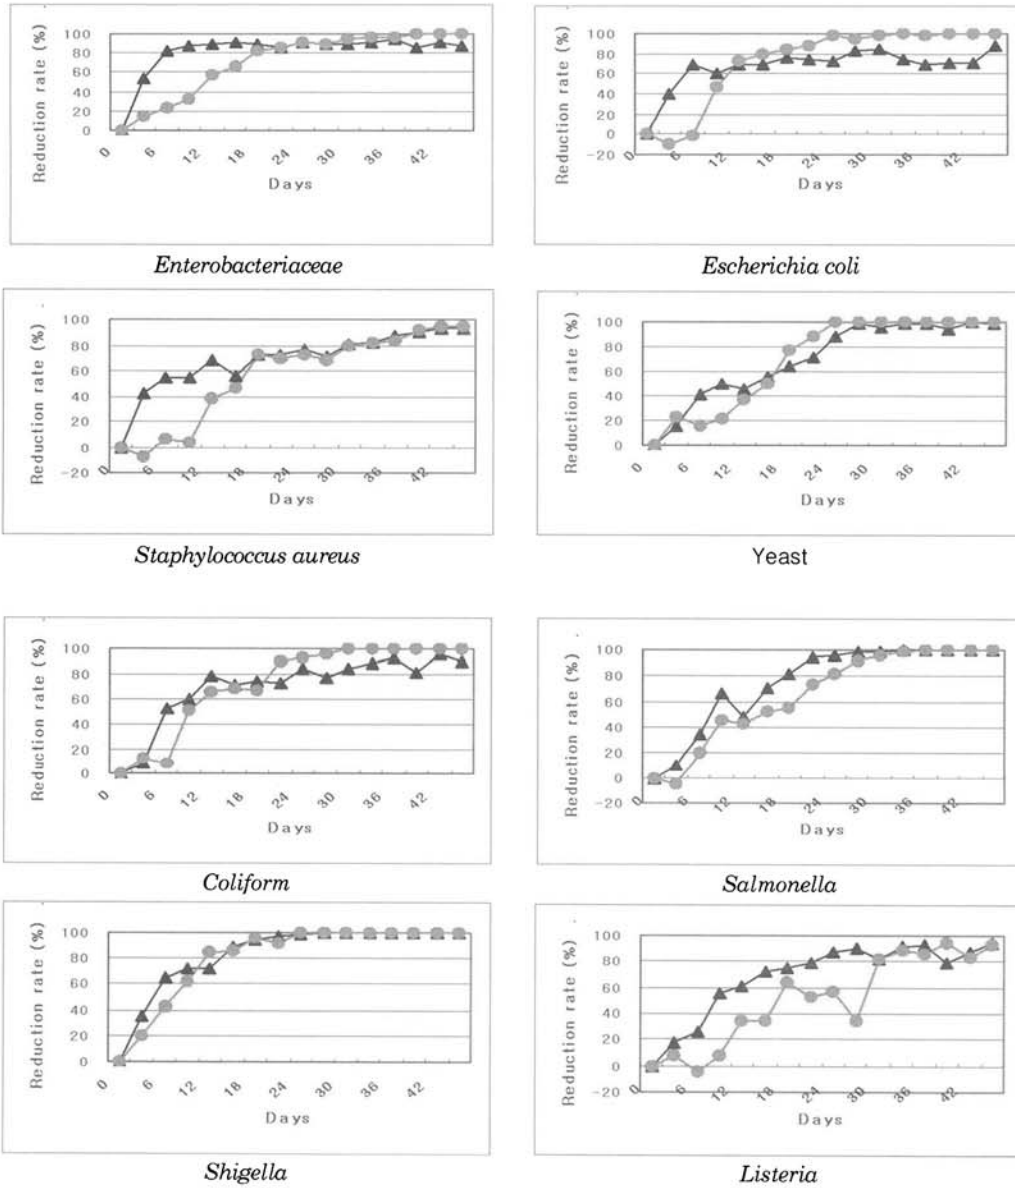 Reduction rate (%)
100
80
60
40
20
0
0 6 12 18 24 30 36 42
Days
Enterobacteriaceae
Reduction rate (%)
100
80
60
40
20
0
-20
0 6 12 18 24 30 36 42
Days
Escherichia coli
Reduction rate (%)
100
80
60
40
20
0
-20
0 6 12 18 24 30 36 42
Days
Staphylococcus aureus
Reduction rate (%)
100
80
60
40
20
0
0 6 12 18 24 30 36 42
Days
Yeast
Reduction rate (%)
100
80
60
40
20
0
0 6 12 18 24 30 36 42
Days
Coliform
Reduction rate (%)
100
80
60
40
20
0
-20
0 6 12 18 24 30 36 42
Days
Salmonella
Reduction rate (%)
100
80
60
40
20
0
0 6 12 18 24 30 36 42
Days
Shigella
Reduction rate (%)
100
80
60
40
20
0
-20
0 6 12 18 24 30 36 42
Days
Listeria